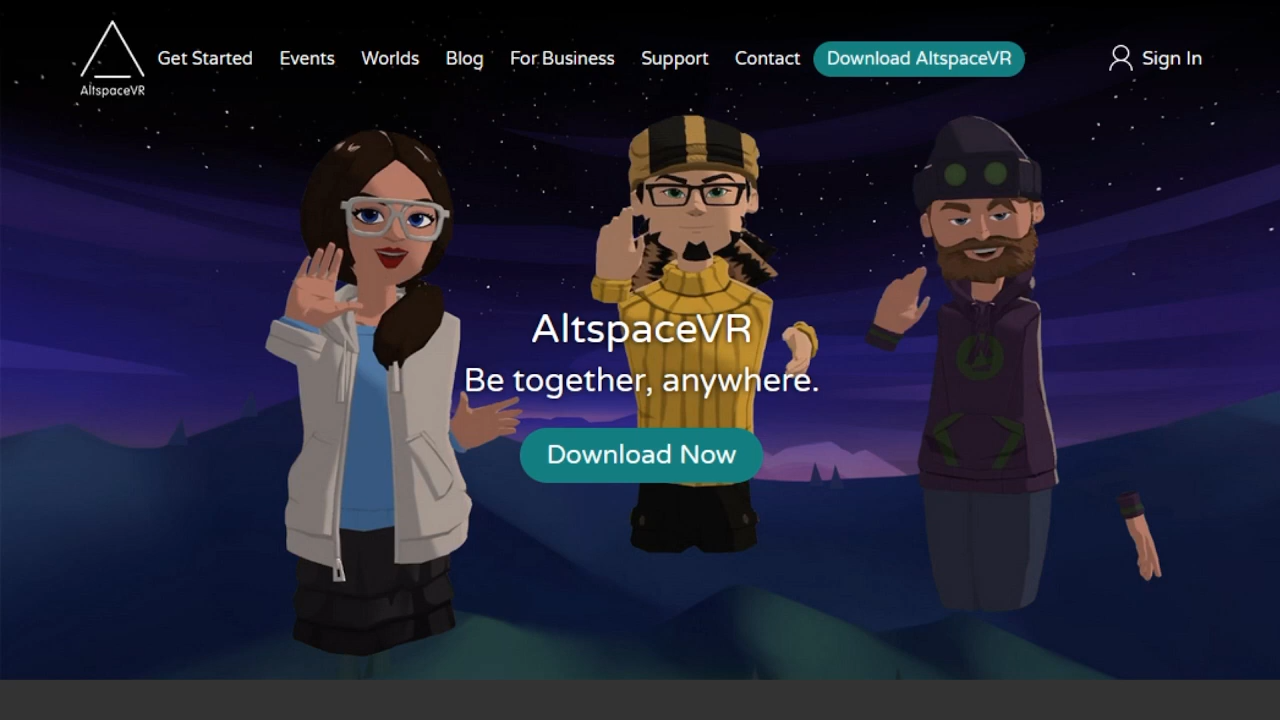 AltspaceVR
Get Started Events Worlds Blog For Business Support Contact Download AltspaceVR Sign In
AltspaceVR
Be together, anywhere.
Download Now